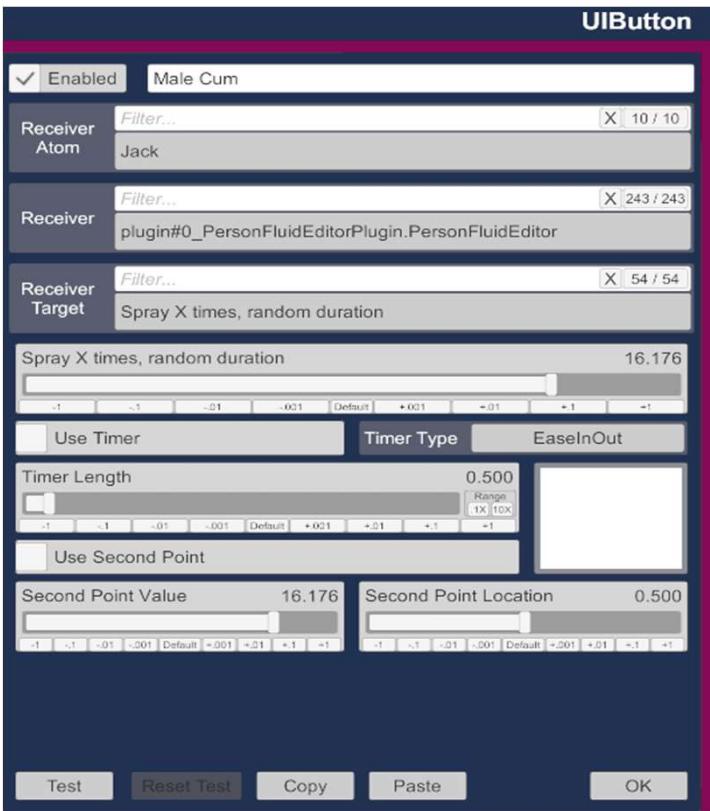 UIButton
Enabled
Male Cum
Receiver Atom
Filter...
X
10 / 10
Jack
Receiver
Filter...
X
243 / 243
plugin#0_PersonFluidEditorPlugin.PersonFluidEditor
Receiver Target
Filter...
X
54 / 54
Spray X times, random duration
Spray X times, random duration 16.176
-1 -.1 -.01 -.001 Default +.001 +.01 +.1 +1
Use Timer
Timer Type
EaseInOut
Timer Length 0.500
Range
.1X 10X
-1 -.1 -.01 -.001 Default +.001 +.01 +.1 +1
Use Second Point
Second Point Value 16.176
-1 -.1 -.01 -.001 Default +.001 +.01 +.1 +1
Second Point Location 0.500
-1 -.1 -.01 -.001 Default +.001 +.01 +.1 +1
Test
Reset Test
Copy
Paste
OK